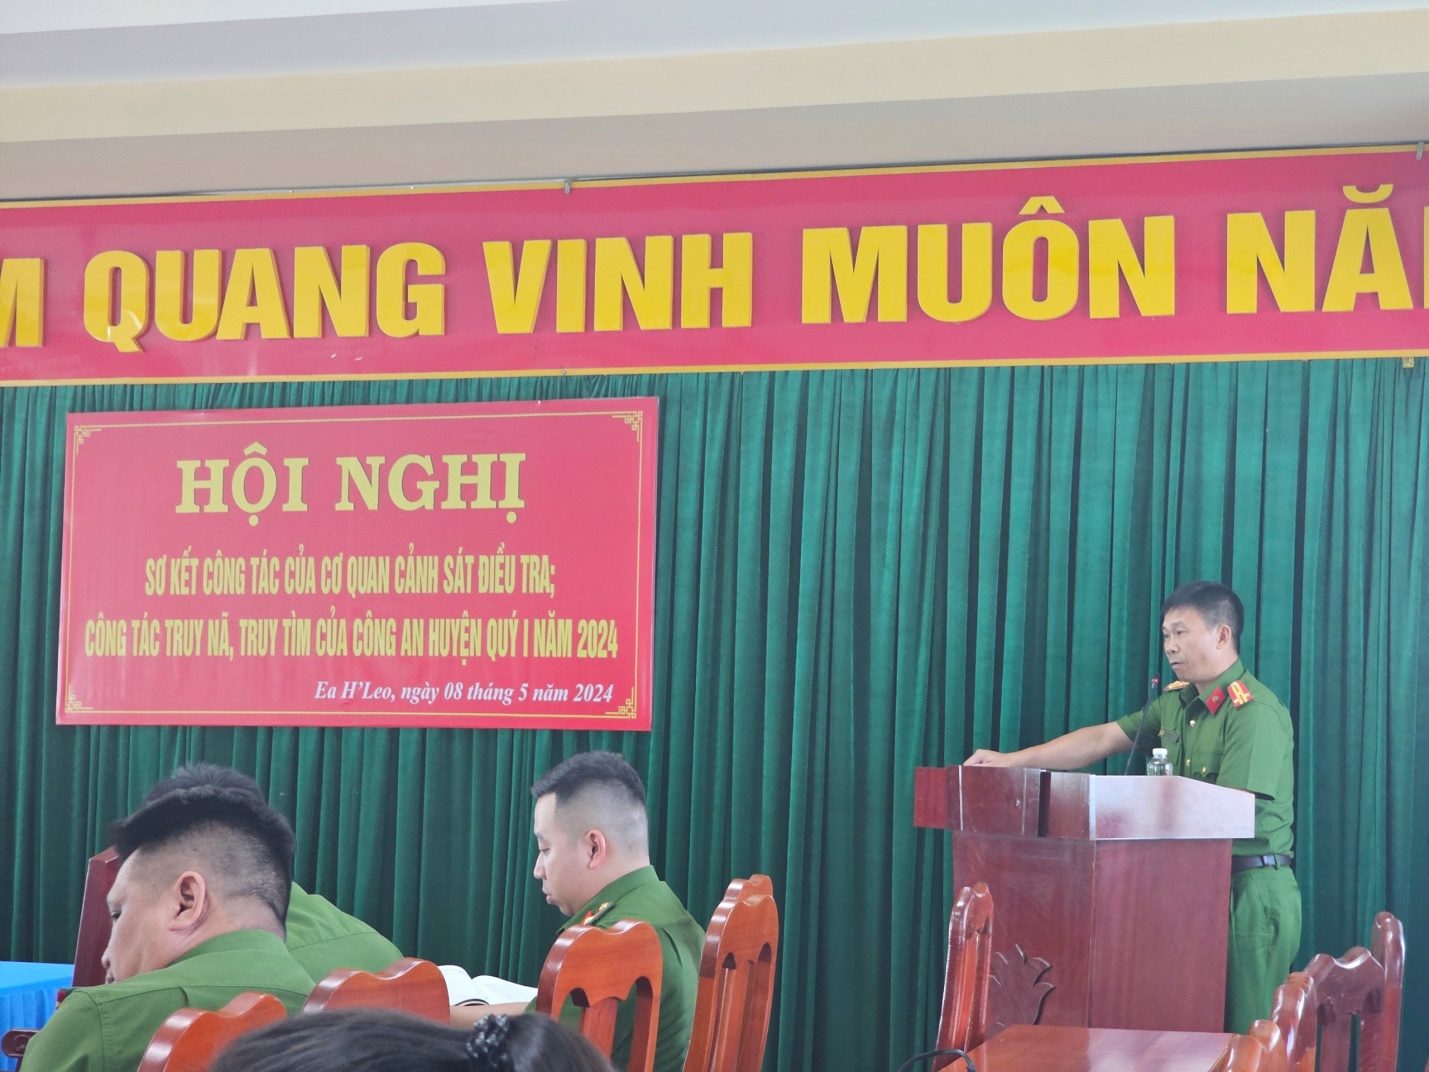 QUANG VINH MUÔN
HỘI NGHỊ
SƠ KẾT CÔNG TÁC CỦA CƠ QUAN CẢNH SÁT ĐIỀU TRA;
CÔNG TÁC TRUY NÃ, TRUY TÌM CỦA CÔNG AN HUYỆN QUÝ I NĂM 2024
Ea H'Leo, ngày 08 tháng 5 năm 2024